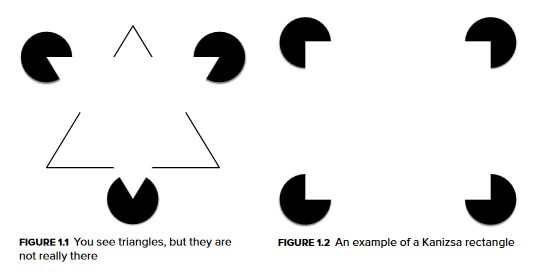 FIGURE 1.1 You see triangles, but they are
not really there
FIGURE 1.2 An example of a Kanizsa rectangle